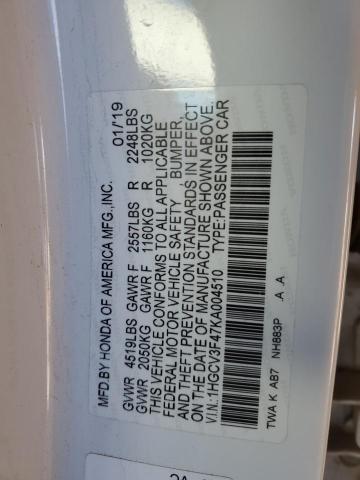 MFD BY HONDA OF AMERICA MFG.,INC. 01/'19
GVWR 4519LBS GAWR F 2557LBS R 2248LBS
GVWR 2050KG GAWR F 1160KG R 1020KG
THIS VEHICLE CONFORMS TO ALL APPLICABLE
FEDERAL MOTOR VEHICLE SAFETY BUMPER,
AND THEFT PREVENTION STANDARDS IN EFFECT
ON THE DATE OF MANUFACTURE SHOWN ABOVE.
V.I.N.:1HGCV3F47KA004510 TYPE:PASSENGER CAR
TWA K AB7 NH883P .A .A